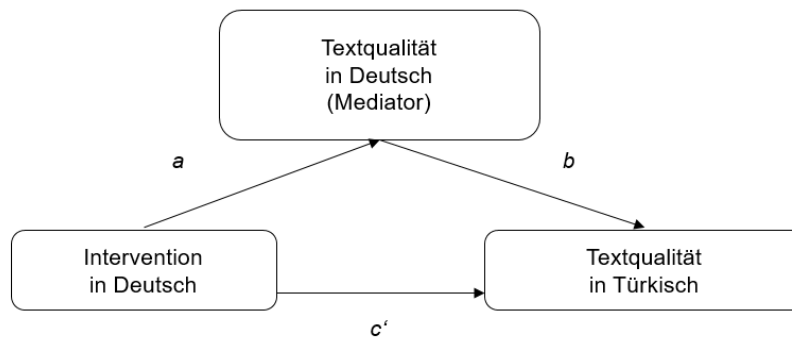 Textqualität
in Deutsch
(Mediator)
a
b
Intervention
in Deutsch
Textqualität
in Türkisch
c‘